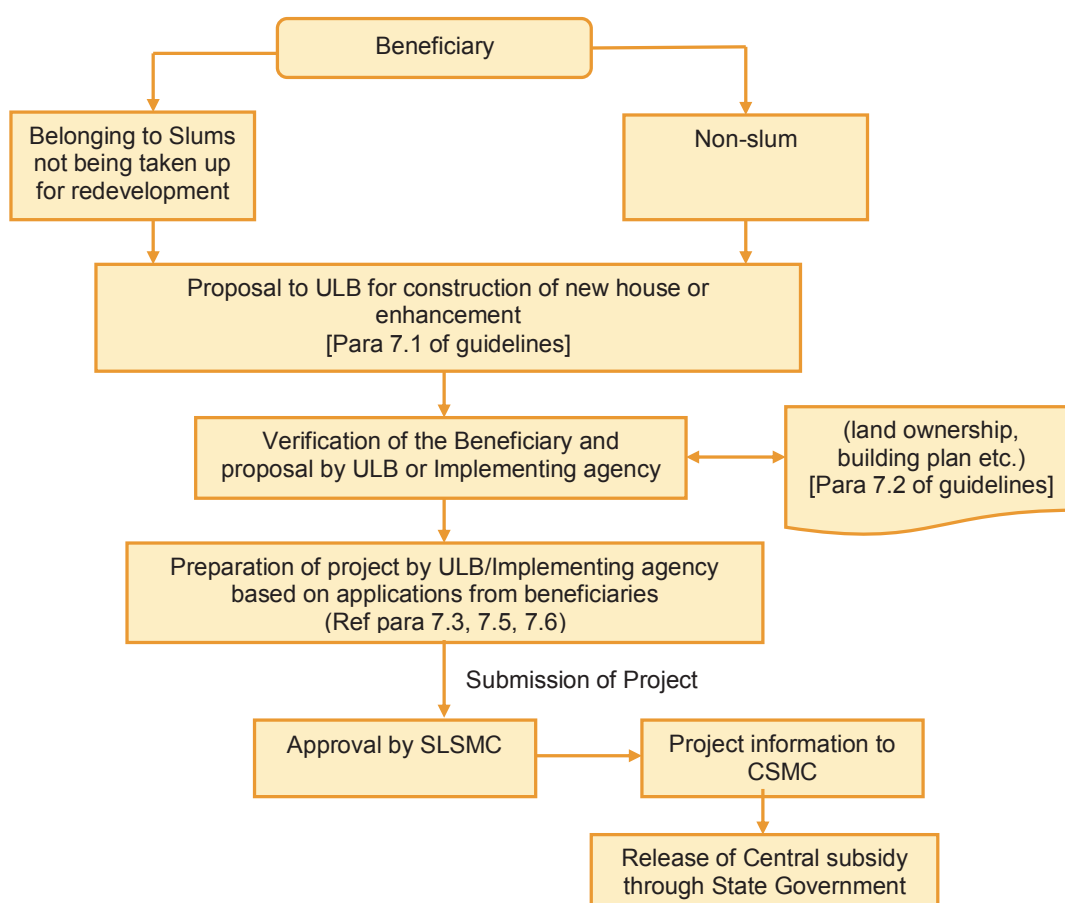 Beneficiary
Belonging to Slums
not being taken up
for redevelopment
Non-slum
Proposal to ULB for construction of new house or
enhancement
[Para 7.1 of guidelines]
Verification of the Beneficiary and
proposal by ULB or Implementing agency
(land ownership,
building plan etc.)
[Para 7.2 of guidelines]
Preparation of project by ULB/Implementing agency
based on applications from beneficiaries
(Ref para 7.3, 7.5, 7.6)
Submission of Project
Approval by SLSMC
Project information to
CSMC
Release of Central subsidy
through State Government